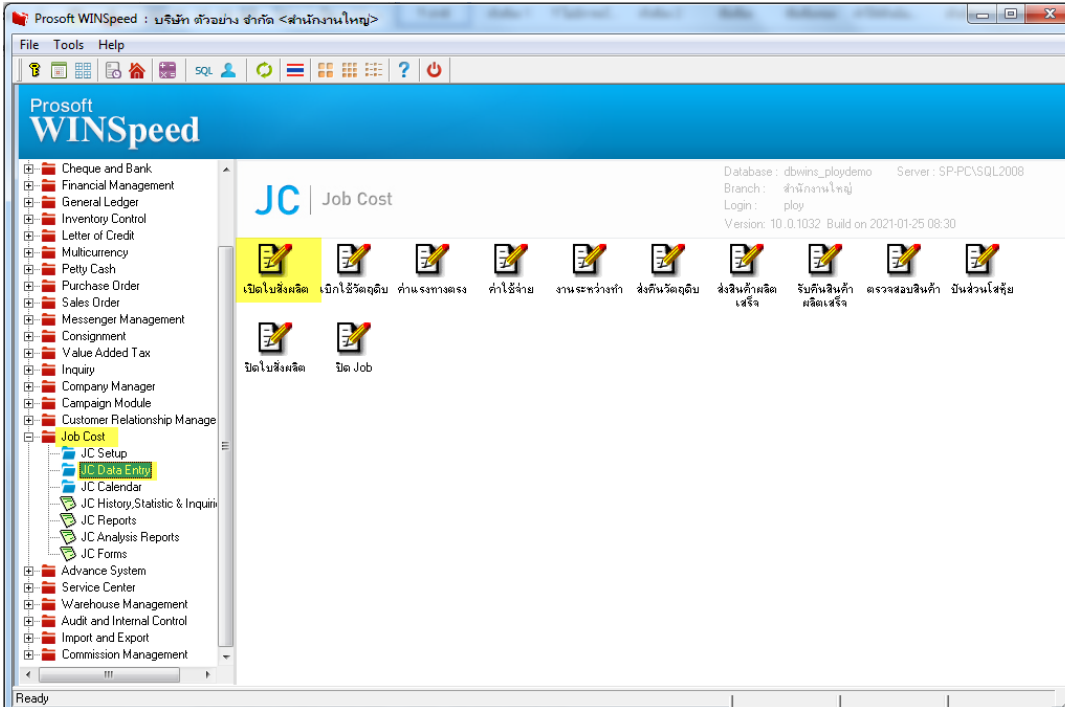 Prosoft WINSpeed : บริษัท ตัวอย่าง จำกัด <สำนักงานใหญ่>
File Tools Help
SQL
Prosoft
WINSpeed
Cheque and Bank
Financial Management
General Ledger
Inventory Control
Letter of Credit
Multicurrency
Petty Cash
Purchase Order
Sales Order
Messenger Management
Consignment
Value Added Tax
Inquiry
Company Manager
Campaign Module
Customer Relationship Manage
Job Cost
JC Setup
JC Data Entry
JC Calendar
JC History,Statistic & Inquirie
JC Reports
JC Analysis Reports
JC Forms
Advance System
Service Center
Warehouse Management
Audit and Internal Control
Import and Export
Commission Management
JC Job Cost
Database : dbwins_ploydemo Server : SP-PC\SQL2008
Branch : สำนักงานใหญ่
Login : ploy
Version: 10.0.1032 Build on 2021-01-25 08:30
เปิดใบสั่งผลิต เบิกใช้วัตถุดิบ ค่าแรงทางตรง ค่าใช้จ่าย งานระหว่างทำ ส่งคืนวัตถุดิบ ส่งสินค้าผลิต รับคืนสินค้า ตรวจสอบสินค้า ปันส่วนโสหุ้ย
เสร็จ ผลิตเสร็จ
ปิดใบสั่งผลิต ปิด Job
Ready